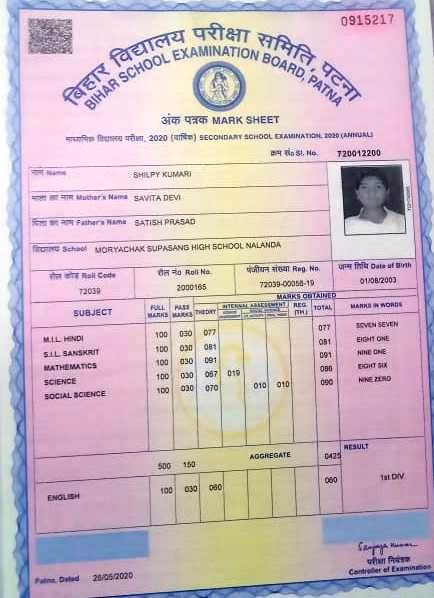 0915217
बिहार विद्यालय परीक्षा समिति, पटना
BIHAR SCHOOL EXAMINATION BOARD, PATNA
अंक पत्रक MARK SHEET
माध्यमिक विद्यालय परीक्षा, 2020 (वार्षिक) SECONDARY SCHOOL EXAMINATION, 2020 (ANNUAL)
क्रम सं० Sl. No. 720012200
नाम Name SHILPY KUMARI
माता का नाम Mother's Name SAVITA DEVI
पिता का नाम Father's Name SATISH PRASAD
विद्यालय School MORYACHAK SUPASANG HIGH SCHOOL NALANDA
रौल कोड Roll Code रौल नं० Roll No. पंजीयन संख्या Reg. No. जन्म तिथि Date of Birth
72039 2000165 72039-00058-19 01/08/2003
MARKS OBTAINED
SUBJECT FULL MARKS PASS MARKS THEORY INTERNAL ASSESSMENT REG. (TH.) TOTAL MARKS IN WORDS
M.I.L. HINDI 100 030 077 077 SEVEN SEVEN
S.I.L. SANSKRIT 100 030 081 081 EIGHT ONE
MATHEMATICS 100 030 091 091 NINE ONE
SCIENCE 100 030 067 019 086 EIGHT SIX
SOCIAL SCIENCE 100 030 070 010 010 090 NINE ZERO
500 150 AGGREGATE 0425 RESULT
ENGLISH 100 030 060 060 1st DIV
Sanjay Kumar
परीक्षा नियंत्रक
Patna, Dated 26/05/2020 Controller of Examination